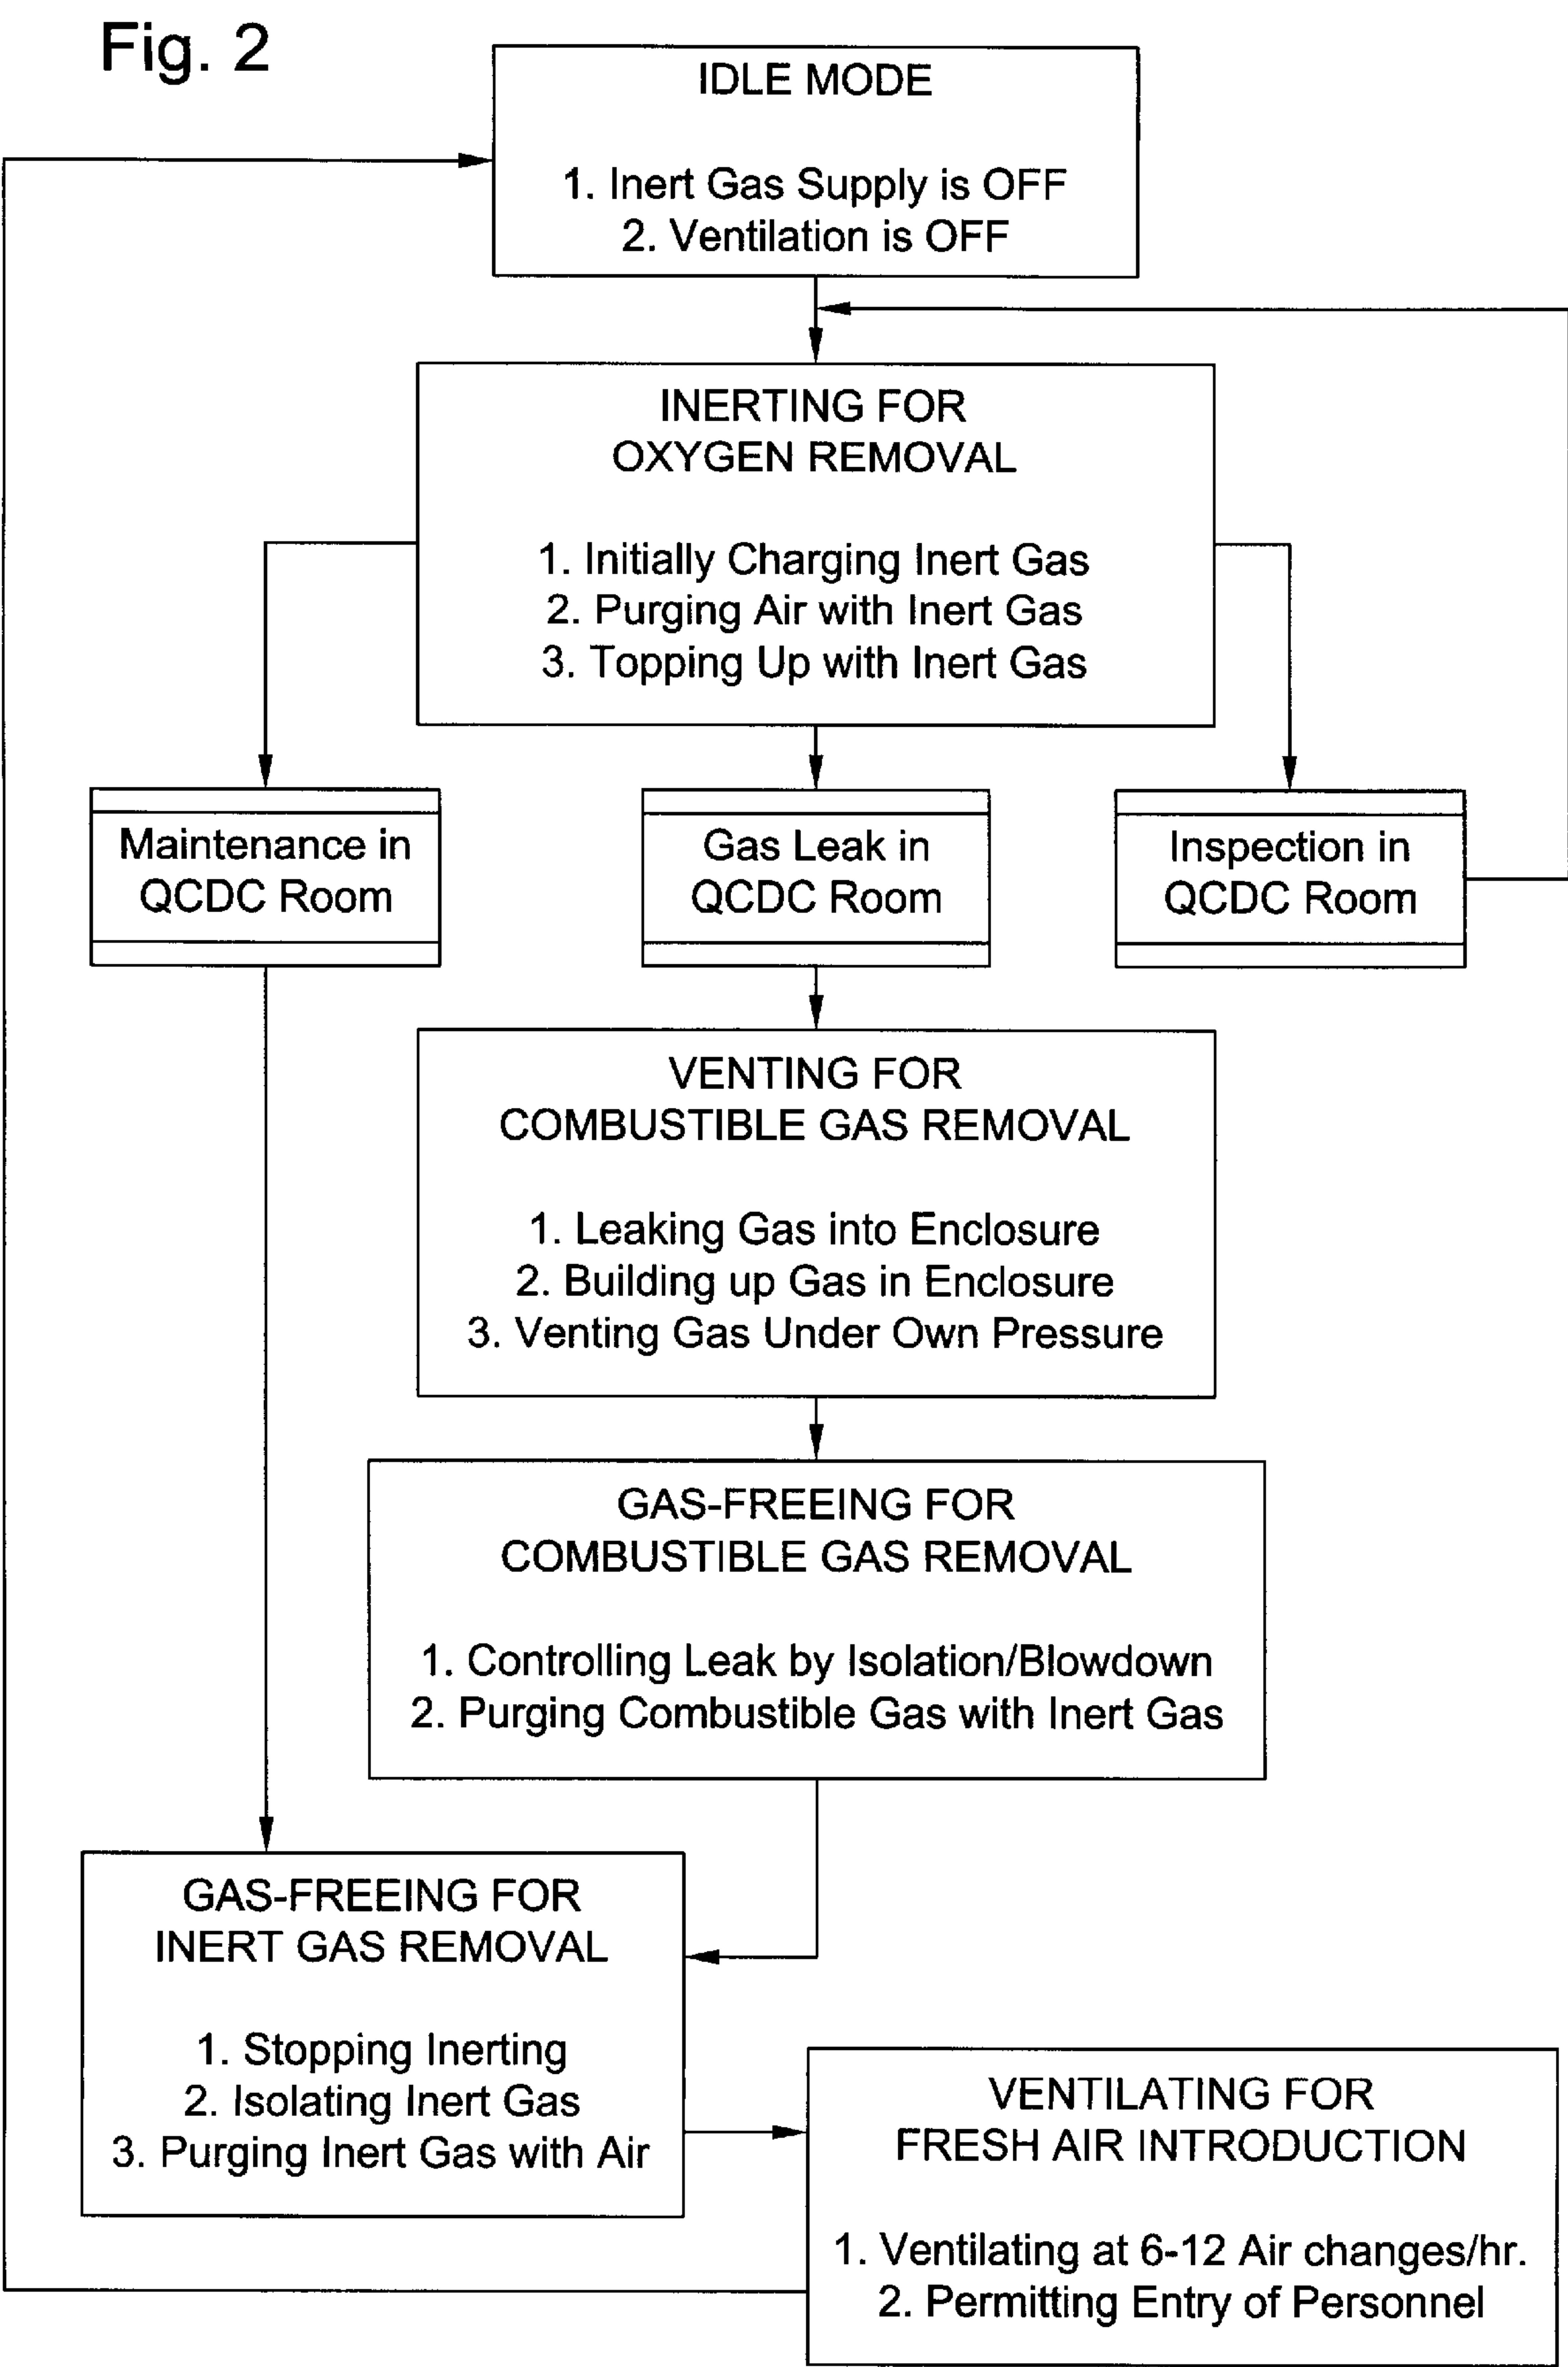 Fig. 2
IDLE MODE
1. Inert Gas Supply is OFF
2. Ventilation is OFF
INERTING FOR
OXYGEN REMOVAL
1. Initially Charging Inert Gas
2. Purging Air with Inert Gas
3. Topping Up with Inert Gas
Maintenance in
QCDC Room
Gas Leak in
QCDC Room
Inspection in
QCDC Room
VENTING FOR
COMBUSTIBLE GAS REMOVAL
1. Leaking Gas into Enclosure
2. Building up Gas in Enclosure
3. Venting Gas Under Own Pressure
GAS-FREEING FOR
COMBUSTIBLE GAS REMOVAL
1. Controlling Leak by Isolation/Blowdown
2. Purging Combustible Gas with Inert Gas
GAS-FREEING FOR
INERT GAS REMOVAL
1. Stopping Inerting
2. Isolating Inert Gas
3. Purging Inert Gas with Air
VENTILATING FOR
FRESH AIR INTRODUCTION
1. Ventilating at 6-12 Air changes/hr.
2. Permitting Entry of Personnel